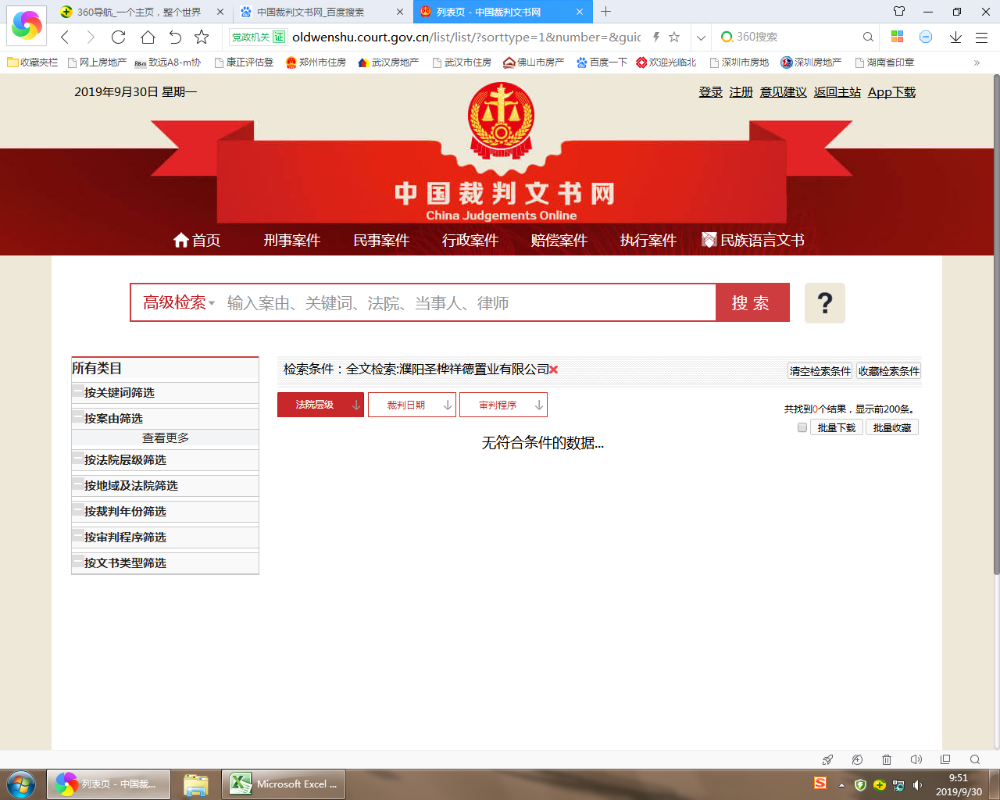 360导航_一个主页，整个世界
中国裁判文书网_百度搜索
列表页 - 中国裁判文书网
党政机关 证 oldwenshu.court.gov.cn/list/list/?sorttype=1&number=&guic
360搜索
收藏夹栏 网上房地产 致远A8-m协 康正评估登 郑州市住房 武汉房地产 武汉市住房 佛山市房产 百度一下 欢迎光临北 深圳市房地 深圳房地产 湖南省印章 »
2019年9月30日 星期一
登录 注册 意见建议 返回主站 App下载
中国裁判文书网
China Judgements Online
首页 刑事案件 民事案件 行政案件 赔偿案件 执行案件 民族语言文书
高级检索 输入案由、关键词、法院、当事人、律师 搜索 ?
所有类目
按关键词筛选
按案由筛选
查看更多
按法院层级筛选
按地域及法院筛选
按裁判年份筛选
按审判程序筛选
按文书类型筛选
检索条件：全文检索:濮阳圣桦祥德置业有限公司
清空检索条件 收藏检索条件
法院层级 裁判日期 审判程序
共找到0个结果，显示前200条。
批量下载 批量收藏
无符合条件的数据...
列表页 - 中国裁...
Microsoft Excel ...
9:51
2019/9/30